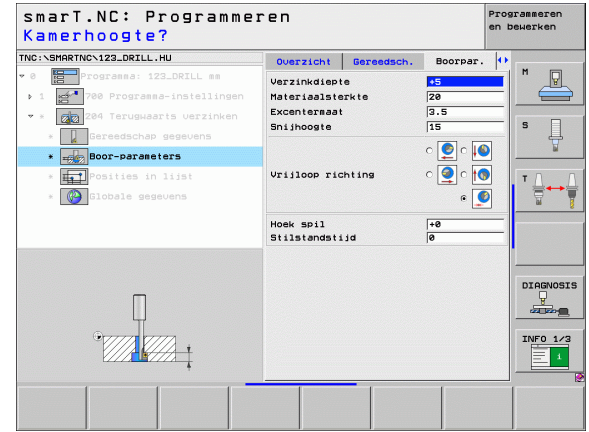 smarT.NC: Programmeren
Kamerhoogte?
Programmeren
en bewerken
TNC:\SMARTNC\123_DRILL.HU
0 Programma: 123_DRILL mm
1 700 Programma-instellingen
* 204 Terugwaarts verzinken
* Gereedschap gegevens
* Boor-parameters
* Posities in lijst
* Globale gegevens
Overzicht Gereedsch. Boorpar.
Verzinkdiepte +5
Materiaalsterkte 20
Excentermaat 3.5
Snijhoogte 15
Vrijloop richting
Hoek spil +0
Stilstandstijd 0
M
S
T
DIAGNOSIS
INFO 1/3